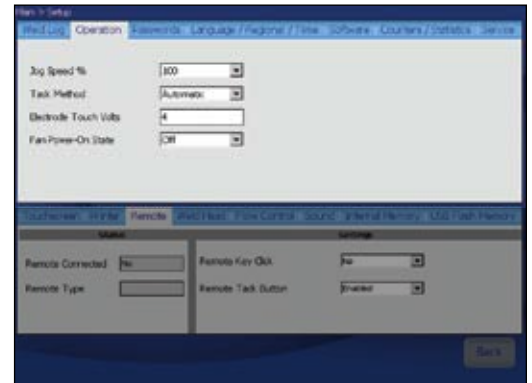 Main > Setup
Weld Log Operation Passwords Language / Regional / Time Software Counters / Statistics Service
Jog Speed % 100
Tack Method Automatic
Electrode Touch Volts 4
Fan Power-On State Off
Touchscreen Printer Remote Weld Head Flow Control Sound Internal Memory USB Flash Memory
Status Settings
Remote Connected No Remote Key Click No
Remote Type Remote Tack Button Enabled
Back